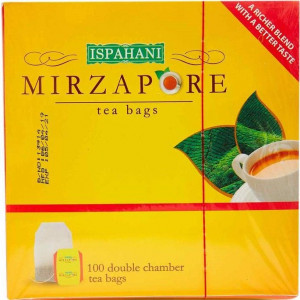 A RICHER BLEND
WITH A BETTER TASTE
ISPAHANI
MIRZAPORE
tea bags
100 double chamber
tea bags